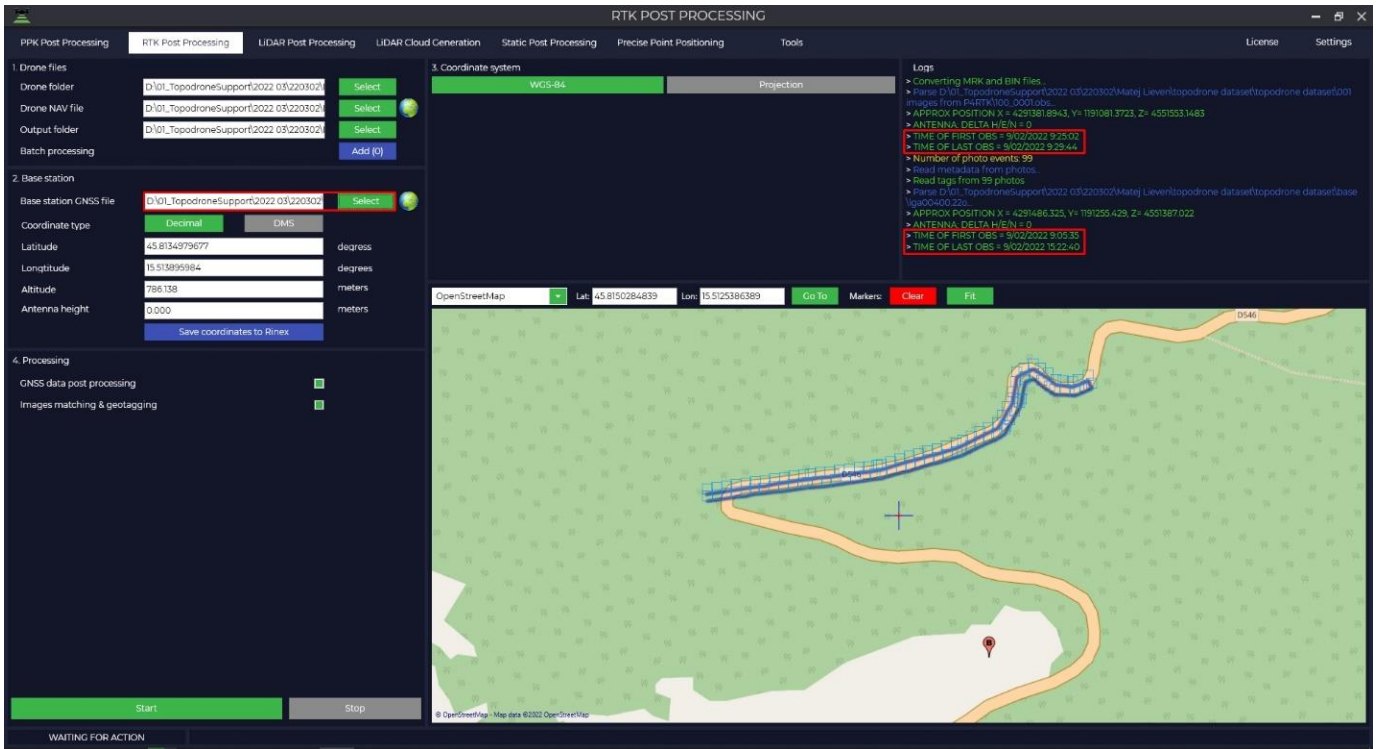 RTK POST PROCESSING
PPK Post Processing
RTK Post Processing
LiDAR Post Processing
LiDAR Cloud Generation
Static Post Processing
Precise Point Positioning
Tools
License
Settings
1. Drone files
Drone folder
D:\01_TopodroneSupport\2022 03\220302\
Select
Drone NAV file
D:\01_TopodroneSupport\2022 03\220302\
Select
Output folder
D:\01_TopodroneSupport\2022 03\220302\
Select
Batch processing
Add (0)
2. Base station
Base station GNSS file
D:\01_TopodroneSupport\2022 03\220302
Select
Coordinate type
Decimal
DMS
Latitude
45.8134979677
degress
Longtitude
15.513895984
degrees
Altitude
786.138
meters
Antenna height
0.000
meters
Save coordinates to Rinex
4. Processing
GNSS data post processing
Images matching & geotagging
Start
Stop
WAITING FOR ACTION
3. Coordinate system
WGS-84
Projection
Logs
> Converting MRK and BIN files...
> Parse D:\01_TopodroneSupport\2022 03\220302\Matej Lieven\topodrone dataset\topodrone dataset\001
images from P4RTK\100_0001.obs...
> APPROX POSITION X = 4291381.8943, Y= 1191081.3723, Z= 4551553.1483
> ANTENNA: DELTA H/E/N = 0
> TIME OF FIRST OBS = 9/02/2022 9:25:02
> TIME OF LAST OBS = 9/02/2022 9:29:44
> Number of photo events: 99
> Read metadata from photos...
> Read tags from 99 photos
> Parse D:\01_TopodroneSupport\2022 03\220302\Matej Lieven\topodrone dataset\topodrone dataset\base
\iga00400.22o...
> APPROX POSITION X = 4291486.325, Y= 1191255.429, Z= 4551387.022
> ANTENNA: DELTA H/E/N = 0
> TIME OF FIRST OBS = 9/02/2022 9:05:35
> TIME OF LAST OBS = 9/02/2022 15:22:40
OpenStreetMap
Lat: 45.8150284839
Lon: 15.5125386389
Go To
Markers:
Clear
Fit
D546
D546
B
© OpenStreetMap - Map data ©2022 OpenStreetMap